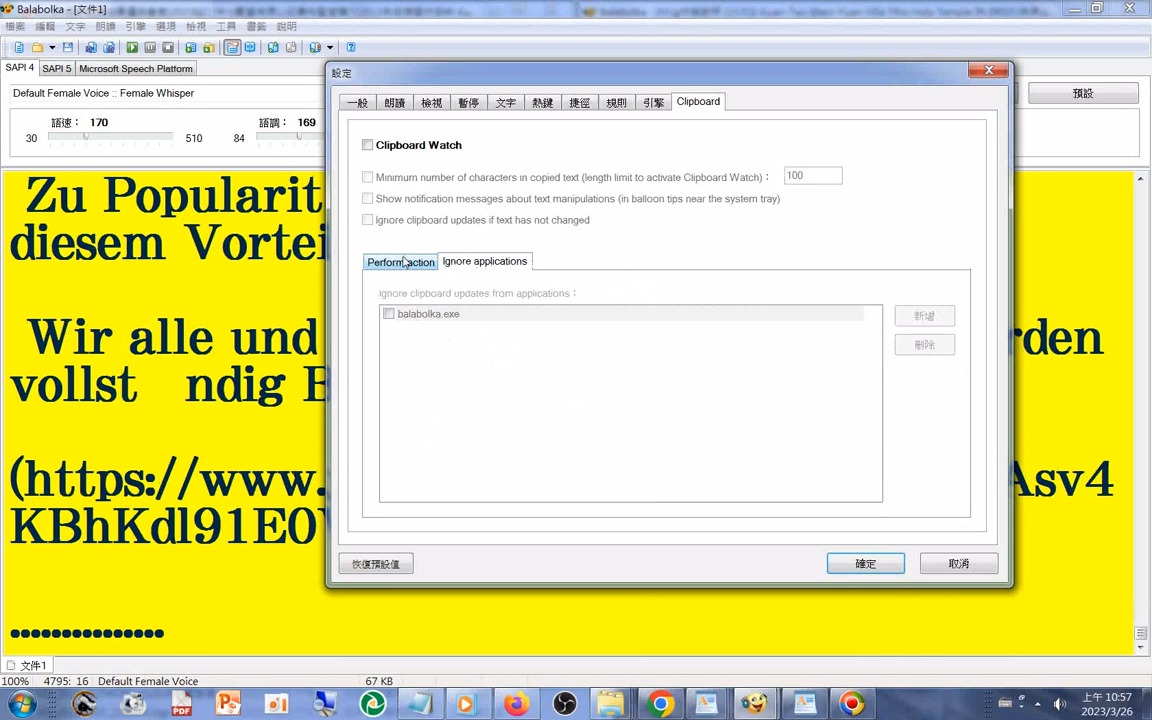 Balabolka - [文件1]
檔案 編輯 文字 朗讀 引擎 選項 檢視 工具 書籤 說明
SAPI 4 SAPI 5 Microsoft Speech Platform
Default Female Voice :: Female Whisper
預設
語速： 170
語調： 169
30 510 84
設定
一般 朗讀 檢視 暫停 文字 熱鍵 捷徑 規則 引擎 Clipboard
Clipboard Watch
Minimum number of characters in copied text (length limit to activate Clipboard Watch)： 100
Show notification messages about text manipulations (in balloon tips near the system tray)
Ignore clipboard updates if text has not changed
Perform action Ignore applications
Ignore clipboard updates from applications：
balabolka.exe
新增
刪除
恢復預設值 確定 取消
Zu Popularit
diesem Vortei
Wir alle und rden
vollst ndig B
(https://www. Asv4
KBhKdl91E0
●●●●●●●●●●●●●●●
文件1
100% 4795: 16 Default Female Voice 67 KB
上午 10:57
2023/3/26